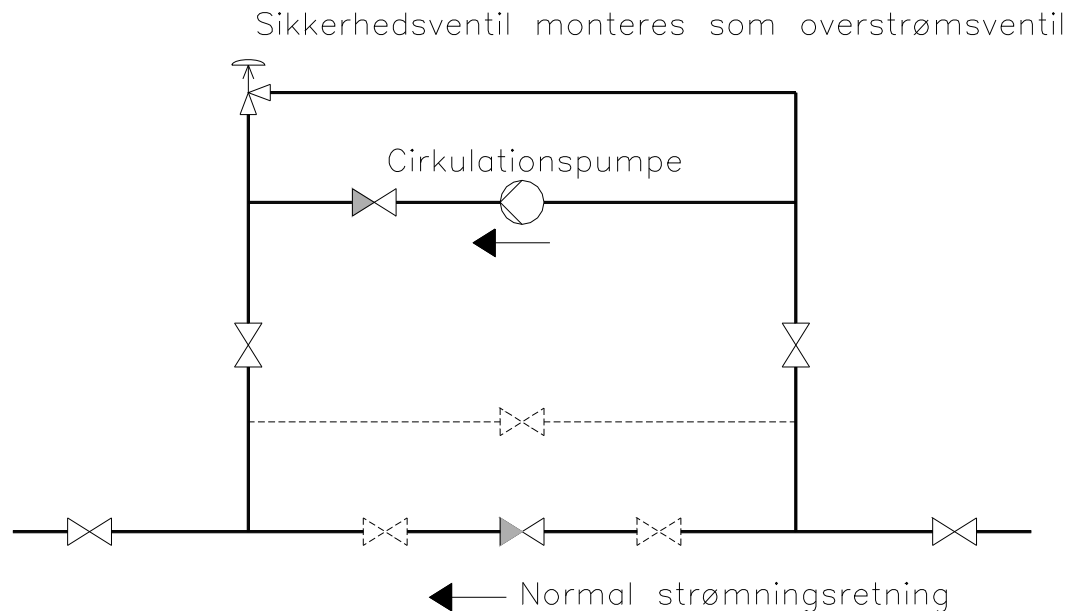 Sikkerhedsventil monteres som overstrømsventil
Cirkulationspumpe
Normal strømningsretning